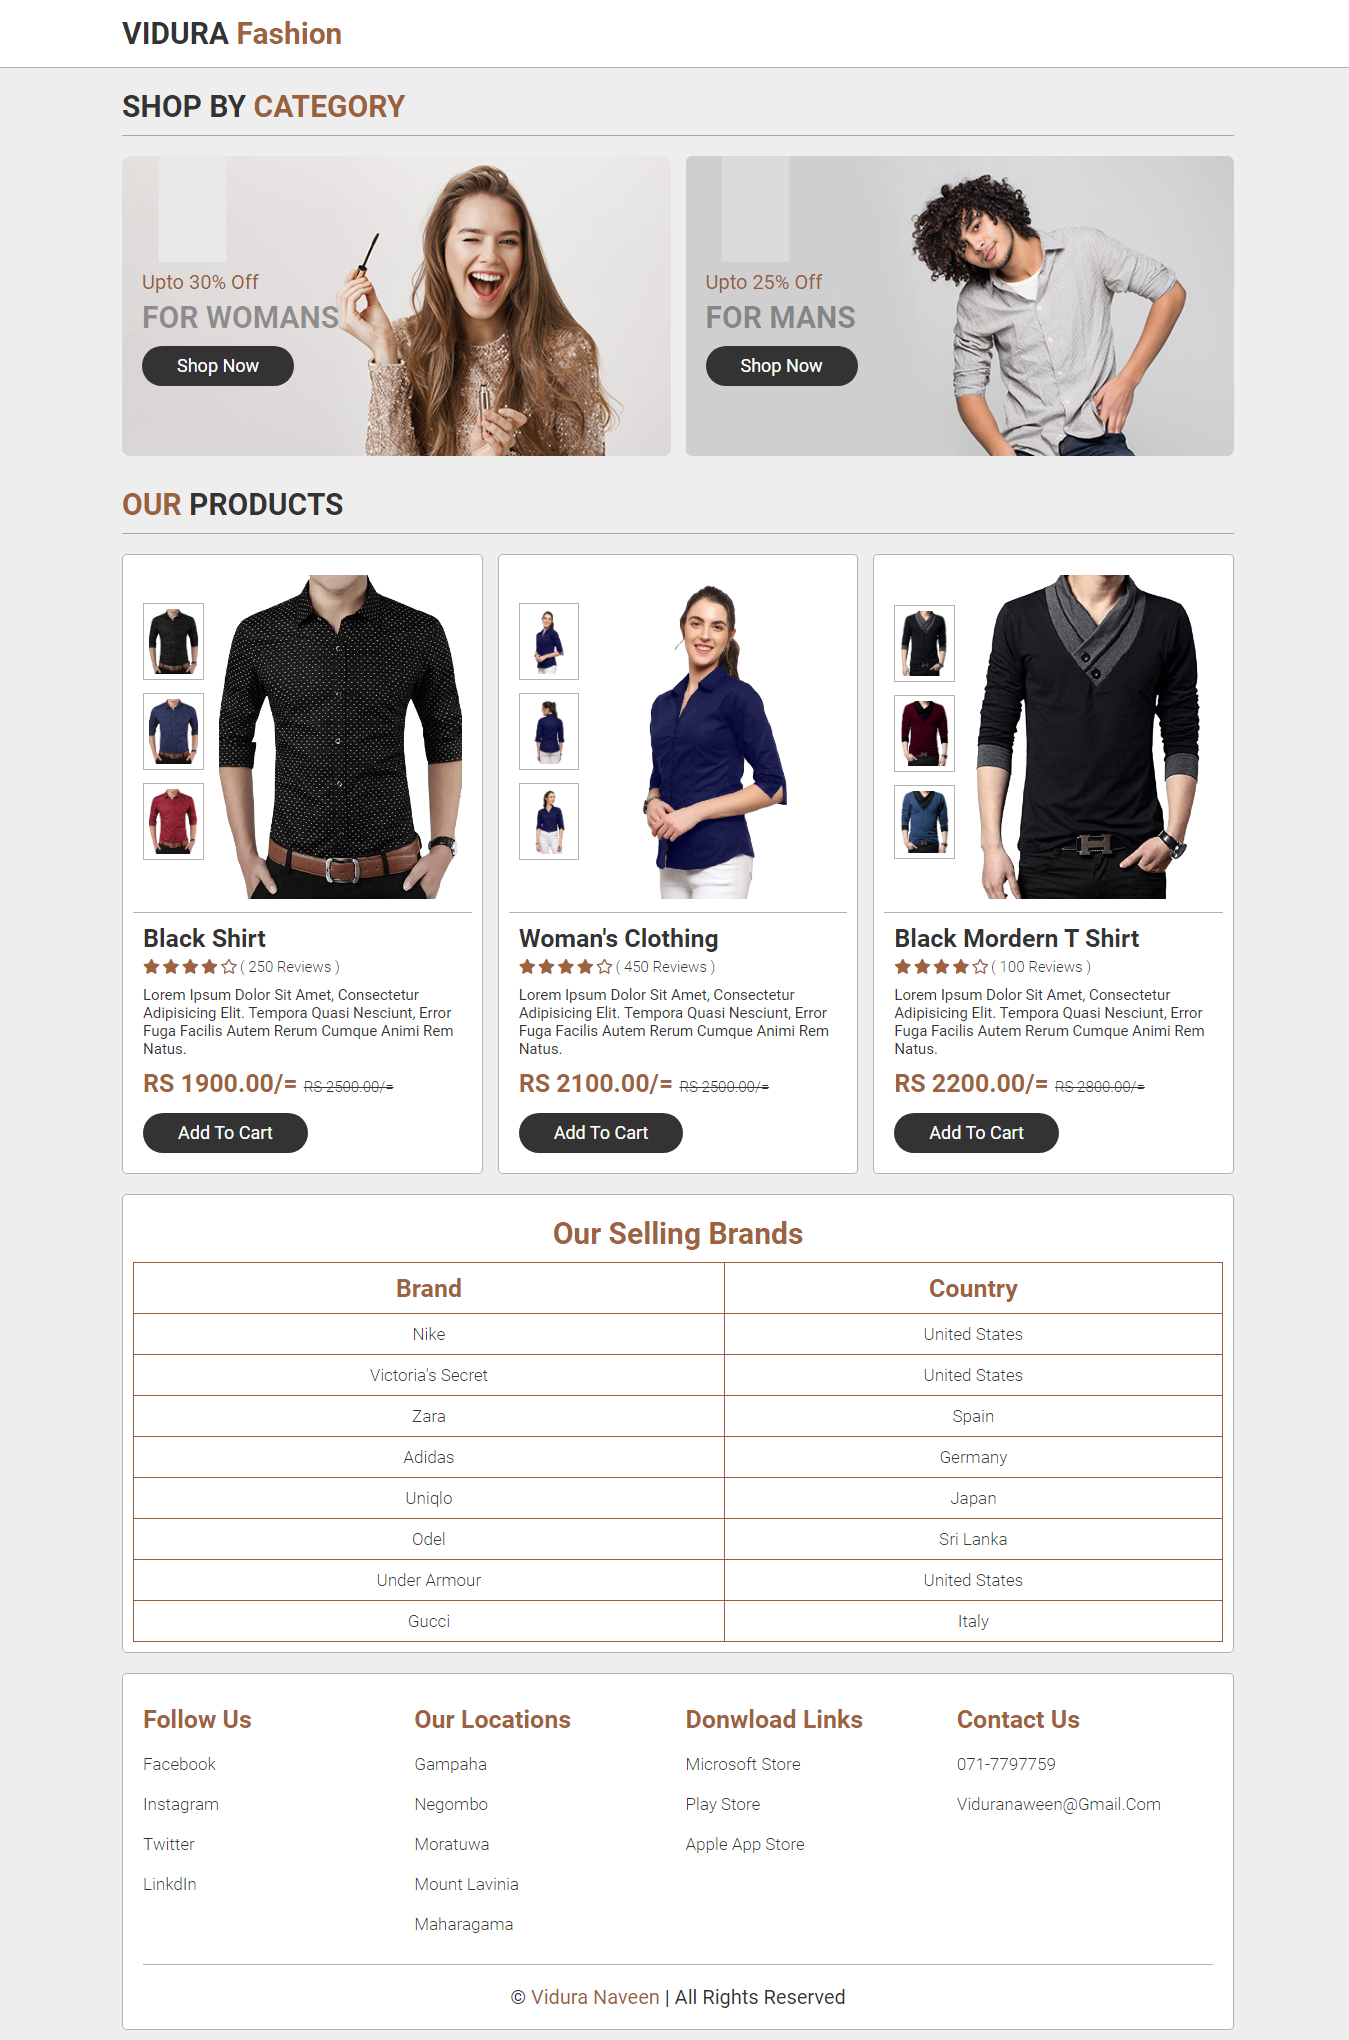 VIDURA Fashion
SHOP BY CATEGORY
Upto 30% Off
FOR WOMANS
Shop Now
Upto 25% Off
FOR MANS
Shop Now
OUR PRODUCTS
Black Shirt
( 250 Reviews )
Lorem Ipsum Dolor Sit Amet, Consectetur
Adipisicing Elit. Tempora Quasi Nesciunt, Error
Fuga Facilis Autem Rerum Cumque Animi Rem
Natus.
RS 1900.00/= RS 2500.00/=
Add To Cart
Woman's Clothing
( 450 Reviews )
Lorem Ipsum Dolor Sit Amet, Consectetur
Adipisicing Elit. Tempora Quasi Nesciunt, Error
Fuga Facilis Autem Rerum Cumque Animi Rem
Natus.
RS 2100.00/= RS 2500.00/=
Add To Cart
Black Mordern T Shirt
( 100 Reviews )
Lorem Ipsum Dolor Sit Amet, Consectetur
Adipisicing Elit. Tempora Quasi Nesciunt, Error
Fuga Facilis Autem Rerum Cumque Animi Rem
Natus.
RS 2200.00/= RS 2800.00/=
Add To Cart
Our Selling Brands
Brand Country
Nike United States
Victoria's Secret United States
Zara Spain
Adidas Germany
Uniqlo Japan
Odel Sri Lanka
Under Armour United States
Gucci Italy
Follow Us
Facebook
Instagram
Twitter
LinkdIn
Our Locations
Gampaha
Negombo
Moratuwa
Mount Lavinia
Maharagama
Donwload Links
Microsoft Store
Play Store
Apple App Store
Contact Us
071-7797759
Viduranaween@Gmail.Com
© Vidura Naveen | All Rights Reserved